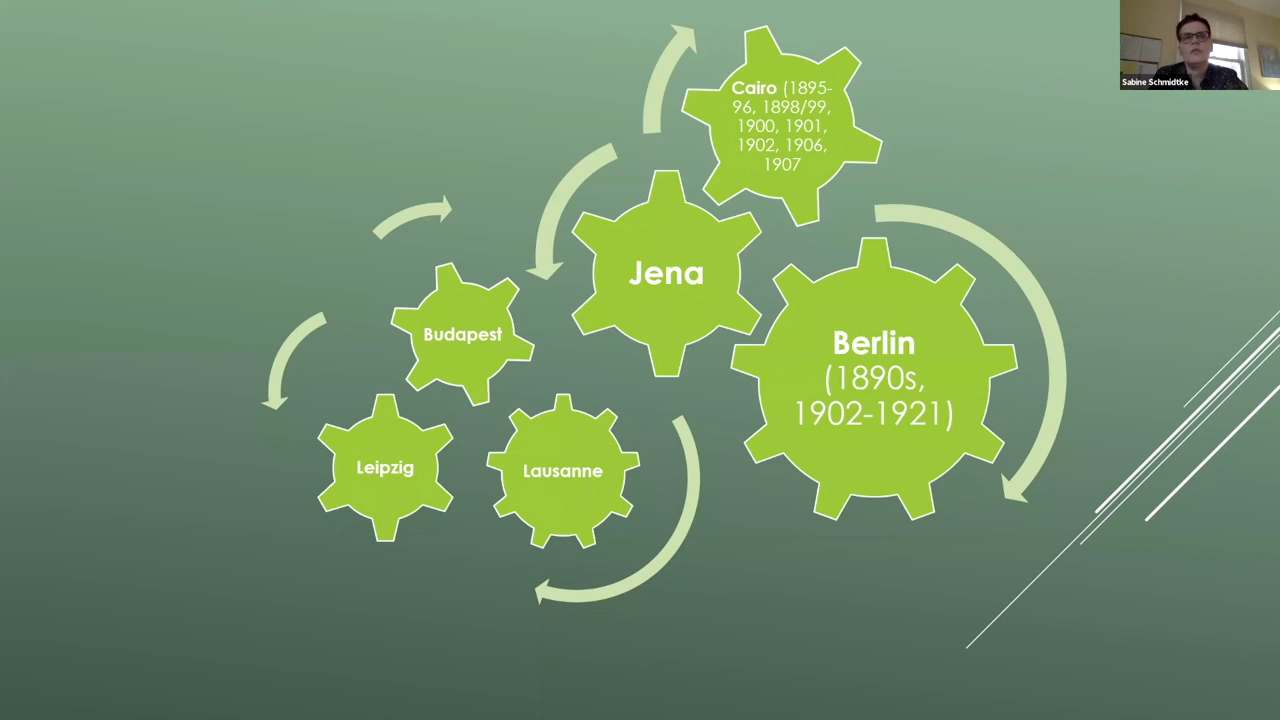 Sabine Schmidtke
Cairo (1895-
96, 1898/99,
1900, 1901,
1902, 1906,
1907
Jena
Budapest
Berlin
(1890s,
1902-1921)
Leipzig
Lausanne